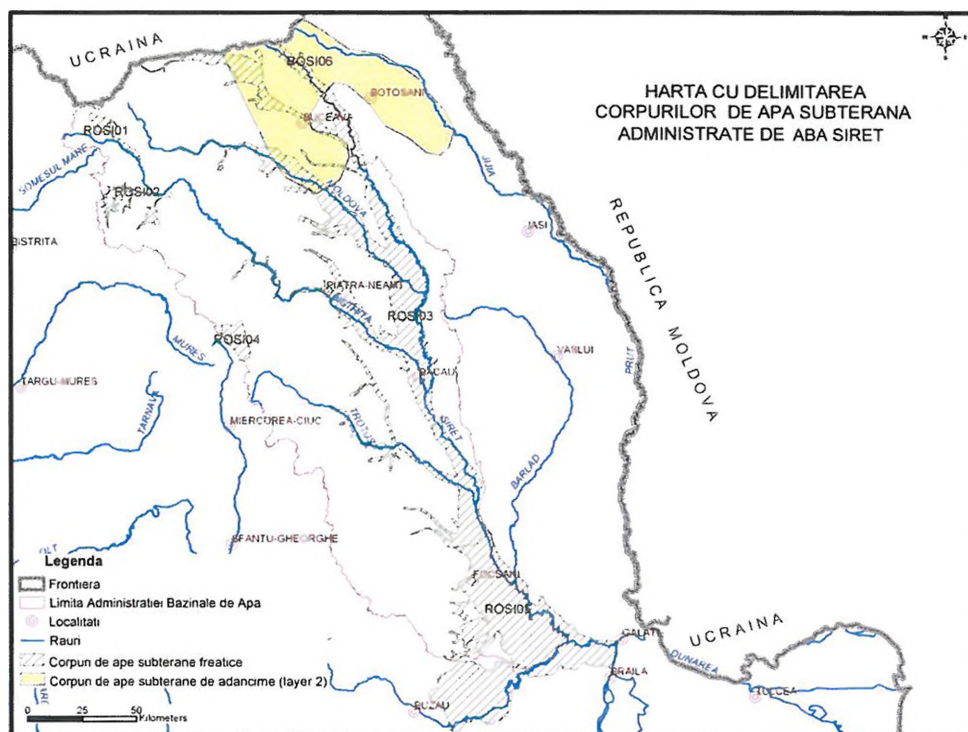 UCRAINA
HARTA CU DELIMITAREA
CORPURILOR DE APA SUBTERANA
ADMINISTRATE DE ABA SIRET
ROSI06
BOTOSANI
SUCEAVA
ROSI01
SOMESUL MARE
ROSI02
MOLDOVA
JIJIA
IASI
BISTRITA
REPUBLICA MOLDOVA
PIATRA-NEAMT
BISTRITA
ROSI03
ROSI04
MURES
VASLUI
PRUT
TARGU-MURES
BACAU
TARNAVA
MIERCUREA-CIUC
TROTUS
SIRET
BARLAD
SFANTU-GHEORGHE
OLT
FOCSANI
ROSI05
GALATI
UCRAINA
DUNAREA
BRAILA
TULCEA
BUZAU
Legenda
Frontiera
Limita Administratiei Bazinale de Apa
Localitati
Rauri
Corpuri de ape subterane freatice
Corpuri de ape subterane de adancime (layer 2)
0 25 50
Kilometers